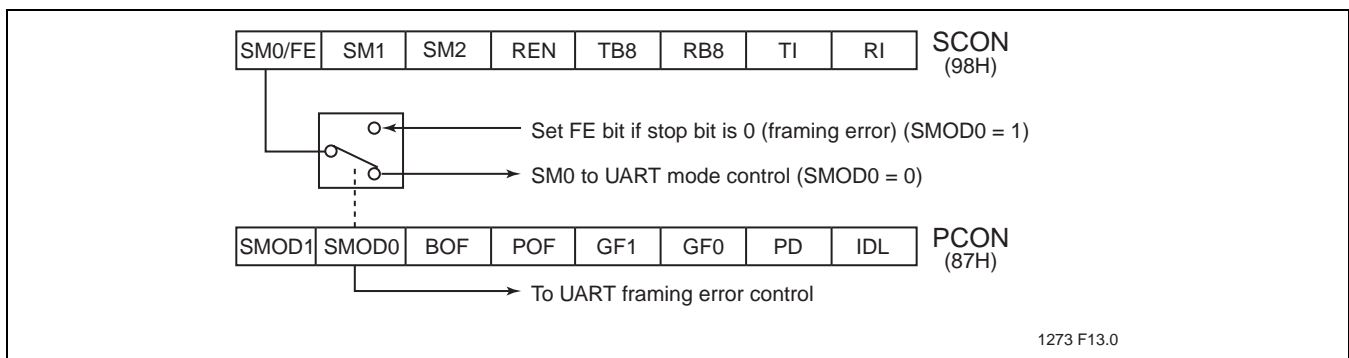 SM0/FE SM1 SM2 REN TB8 RB8 TI RI SCON
(98H)
Set FE bit if stop bit is 0 (framing error) (SMOD0 = 1)
SM0 to UART mode control (SMOD0 = 0)
SMOD1 SMOD0 BOF POF GF1 GF0 PD IDL PCON
(87H)
To UART framing error control
1273 F13.0